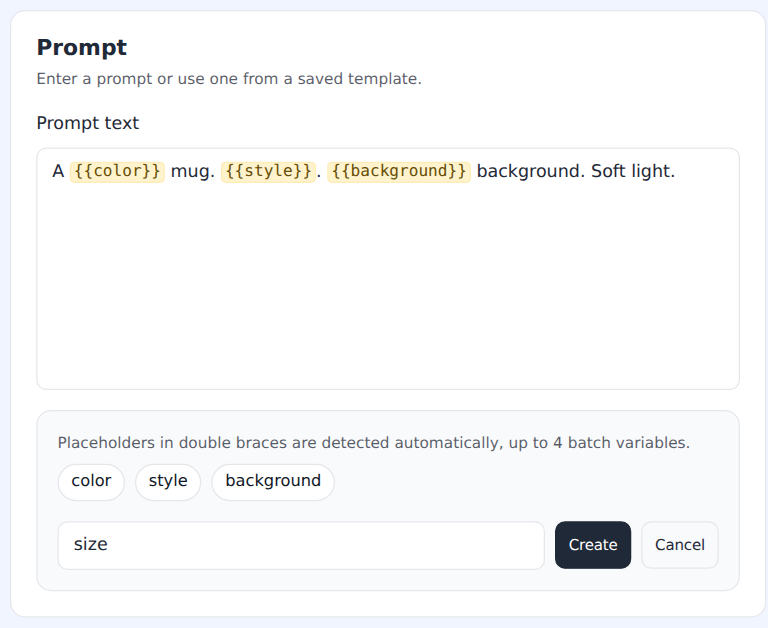 Prompt
Enter a prompt or use one from a saved template.
Prompt text
A {{color}} mug. {{style}}. {{background}} background. Soft light.
Placeholders in double braces are detected automatically, up to 4 batch variables.
color style background
size Create Cancel